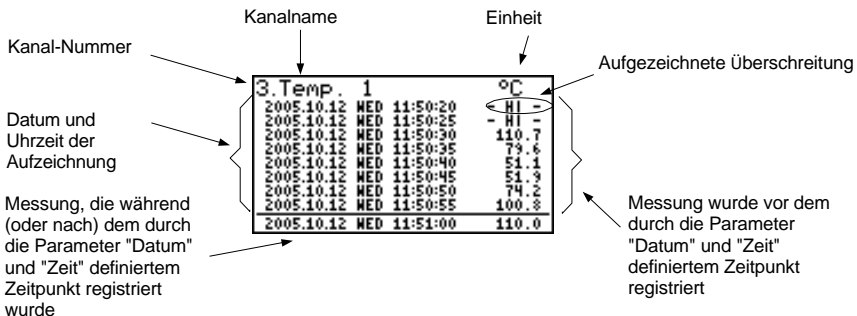 Kanalname
Einheit
Kanal-Nummer
Aufgezeichnete Überschreitung
3.Temp. 1 °C
2005.10.12 WED 11:50:20 - HI -
2005.10.12 WED 11:50:25 - HI -
2005.10.12 WED 11:50:30 110.7
2005.10.12 WED 11:50:35 79.6
2005.10.12 WED 11:50:40 51.1
2005.10.12 WED 11:50:45 51.9
2005.10.12 WED 11:50:50 74.2
2005.10.12 WED 11:50:55 100.8
2005.10.12 WED 11:51:00 110.0
Datum und
Uhrzeit der
Aufzeichnung
Messung, die während
(oder nach) dem durch
die Parameter "Datum"
und "Zeit" definiertem
Zeitpunkt registriert
wurde
Messung wurde vor dem
durch die Parameter
"Datum" und "Zeit"
definiertem Zeitpunkt
registriert